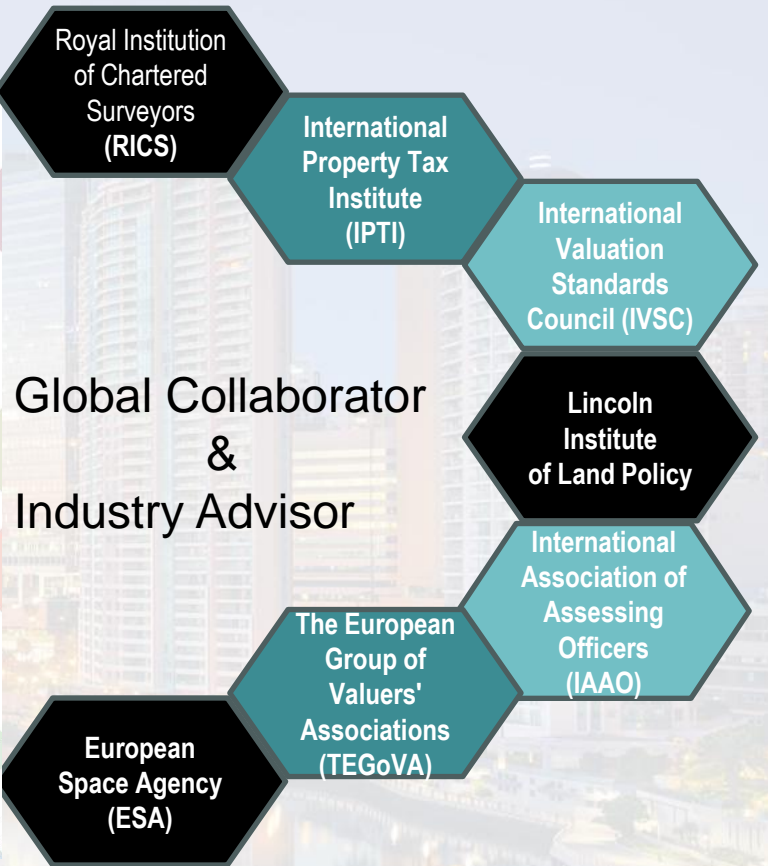 Royal Institution
of Chartered
Surveyors
(RICS)
International
Property Tax
Institute
(IPTI)
International
Valuation
Standards
Council (IVSC)
Global Collaborator
&
Industry Advisor
Lincoln
Institute
of Land Policy
International
Association of
Assessing
Officers
(IAAO)
The European
Group of
Valuers'
Associations
(TEGoVA)
European
Space Agency
(ESA)